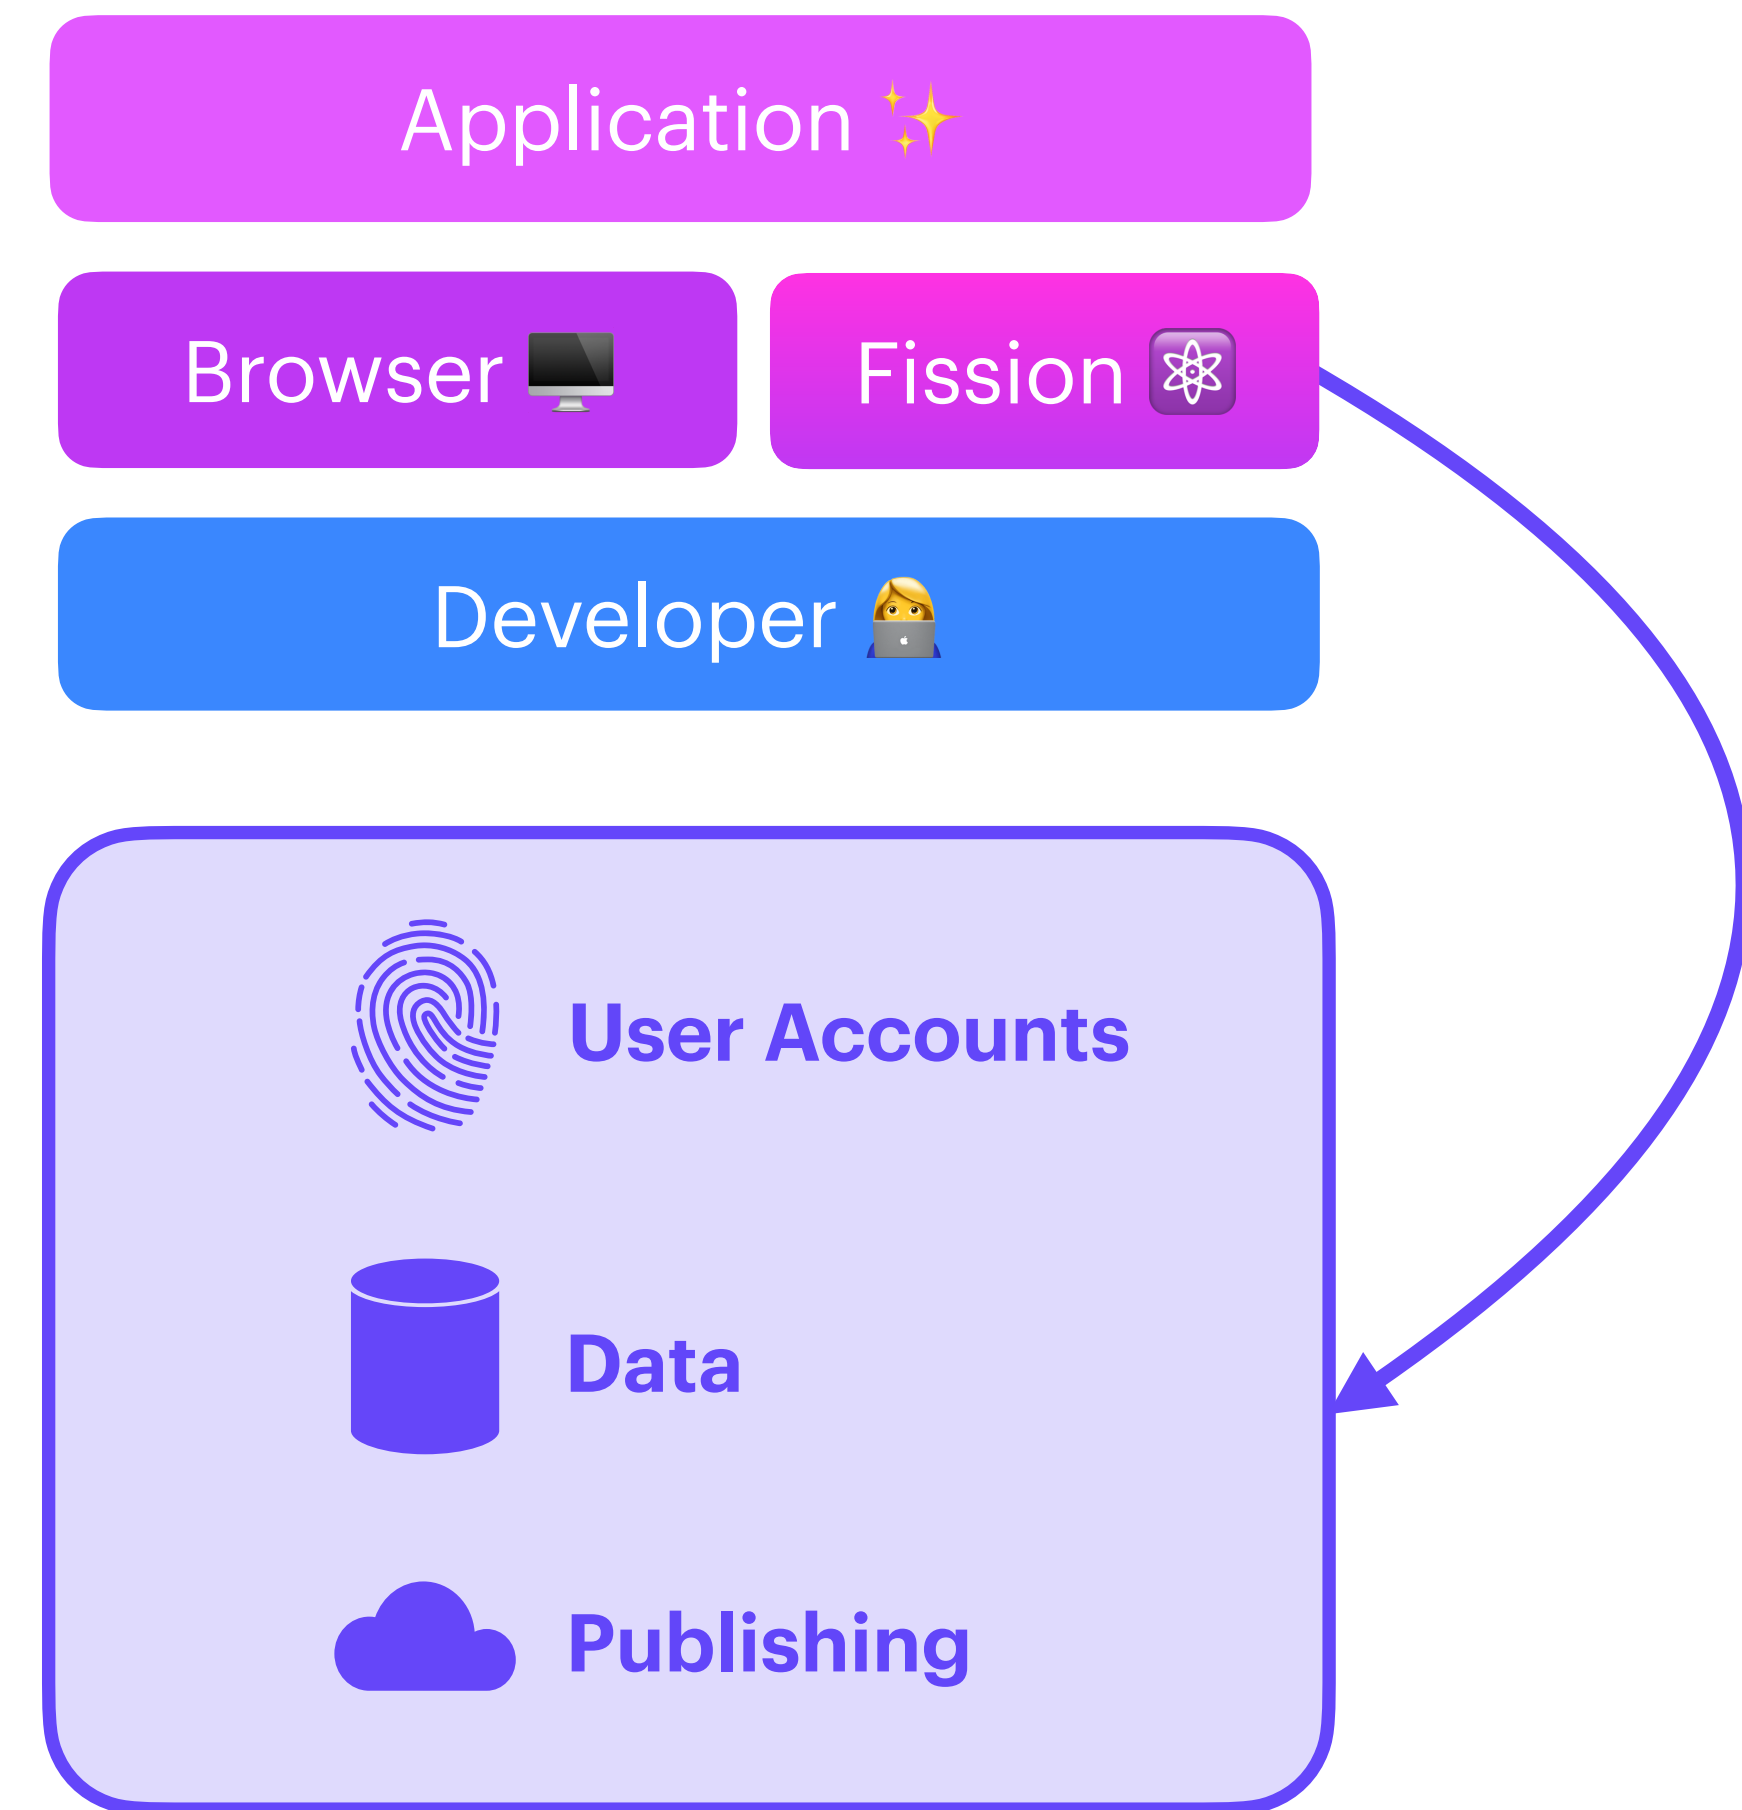 Application ✨
Browser 🖥️
Fission ⚛️
Developer 👩‍💻
User Accounts
Data
Publishing